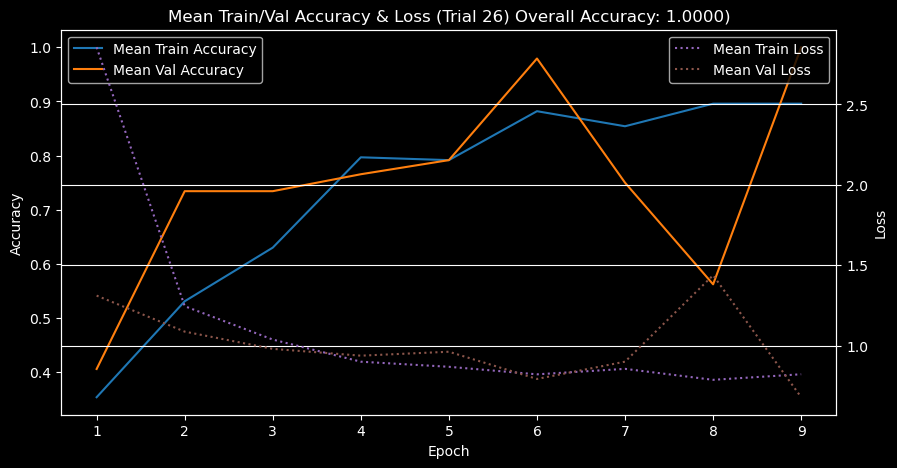 Mean Train/Val Accuracy & Loss (Trial 26) Overall Accuracy: 1.0000)
Mean Train Accuracy
Mean Val Accuracy
Mean Train Loss
Mean Val Loss
1.0
0.9
0.8
0.7
0.6
0.5
0.4
Accuracy
2.5
2.0
1.5
1.0
Loss
1 2 3 4 5 6 7 8 9
Epoch